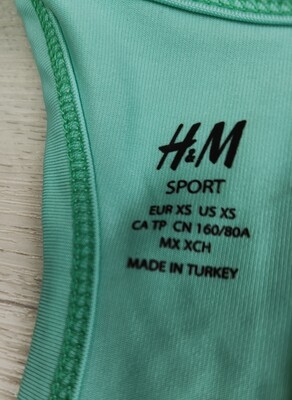 H&M
SPORT
EUR XS US XS
CA TP CN 160/80A
MX XCH
MADE IN TURKEY